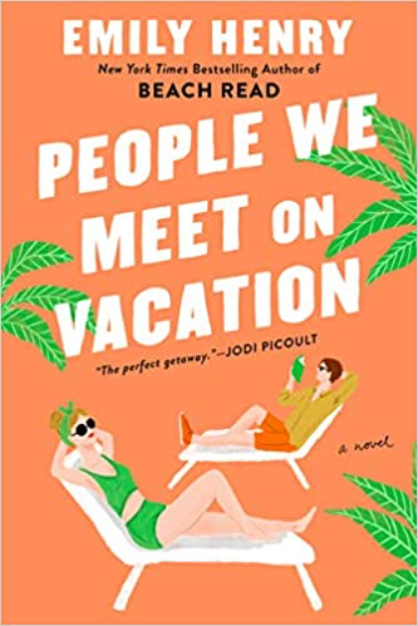 EMILY HENRY
New York Times Bestselling Author of
BEACH READ
PEOPLE WE
MEET ON
VACATION
"The perfect getaway."—JODI PICOULT
a novel